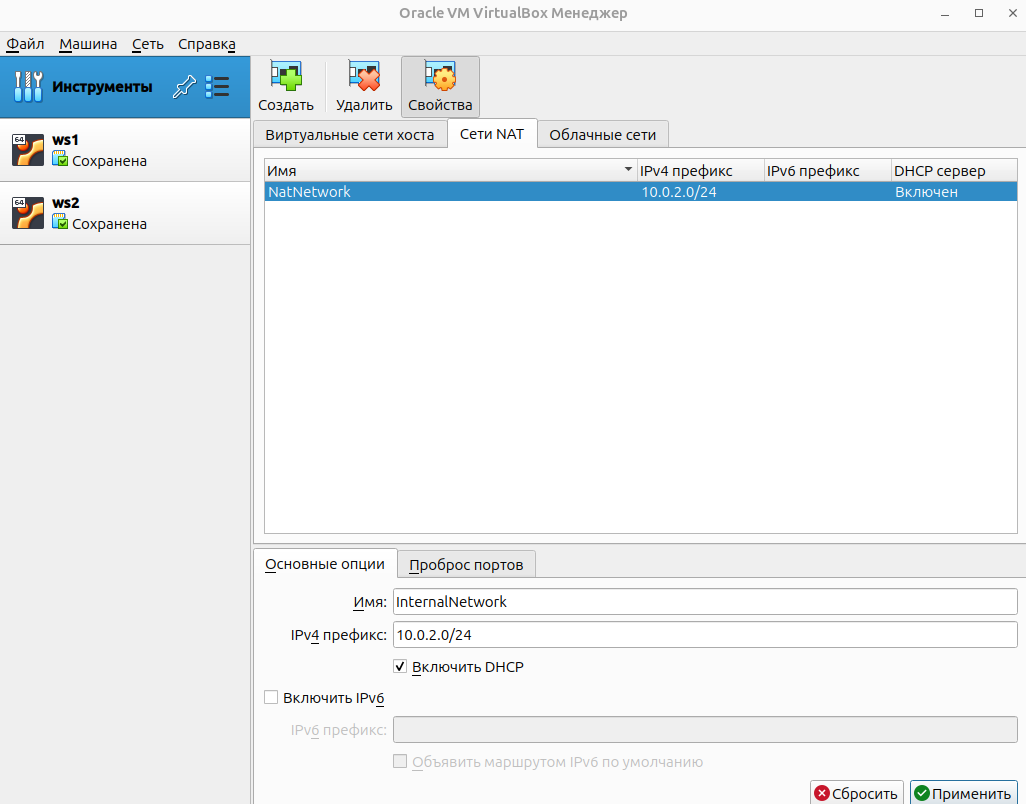 Oracle VM VirtualBox Менеджер
Файл Машина Сеть Справка
Инструменты
Создать Удалить Свойства
64 ws1
Сохранена
64 ws2
Сохранена
Виртуальные сети хоста Сети NAT Облачные сети
Имя IPv4 префикс IPv6 префикс DHCP сервер
NatNetwork 10.0.2.0/24 Включен
Основные опции Проброс портов
Имя: InternalNetwork
IPv4 префикс: 10.0.2.0/24
Включить DHCP
Включить IPv6
IPv6 префикс:
Объявить маршрутом IPv6 по умолчанию
Сбросить Применить